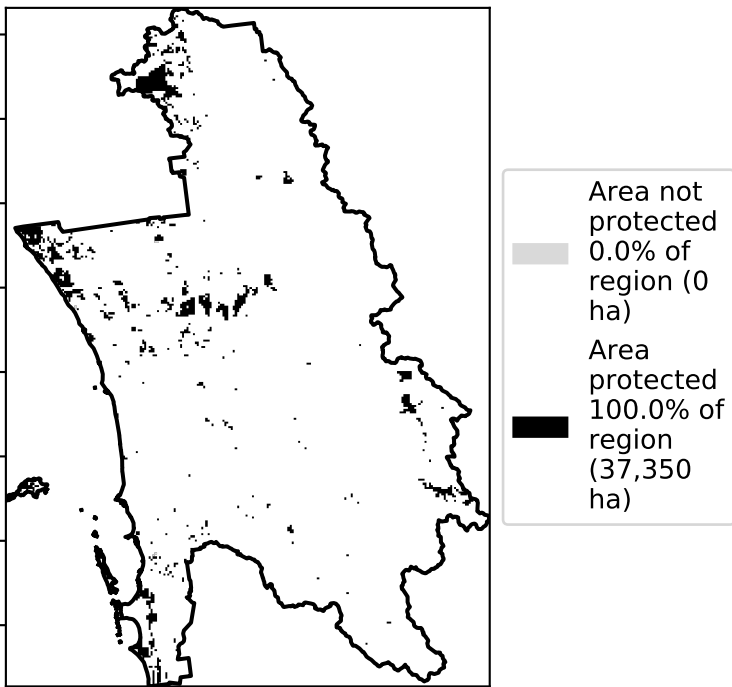 Area not
protected
0.0% of
region (0
ha)
Area
protected
100.0% of
region
(37,350
ha)